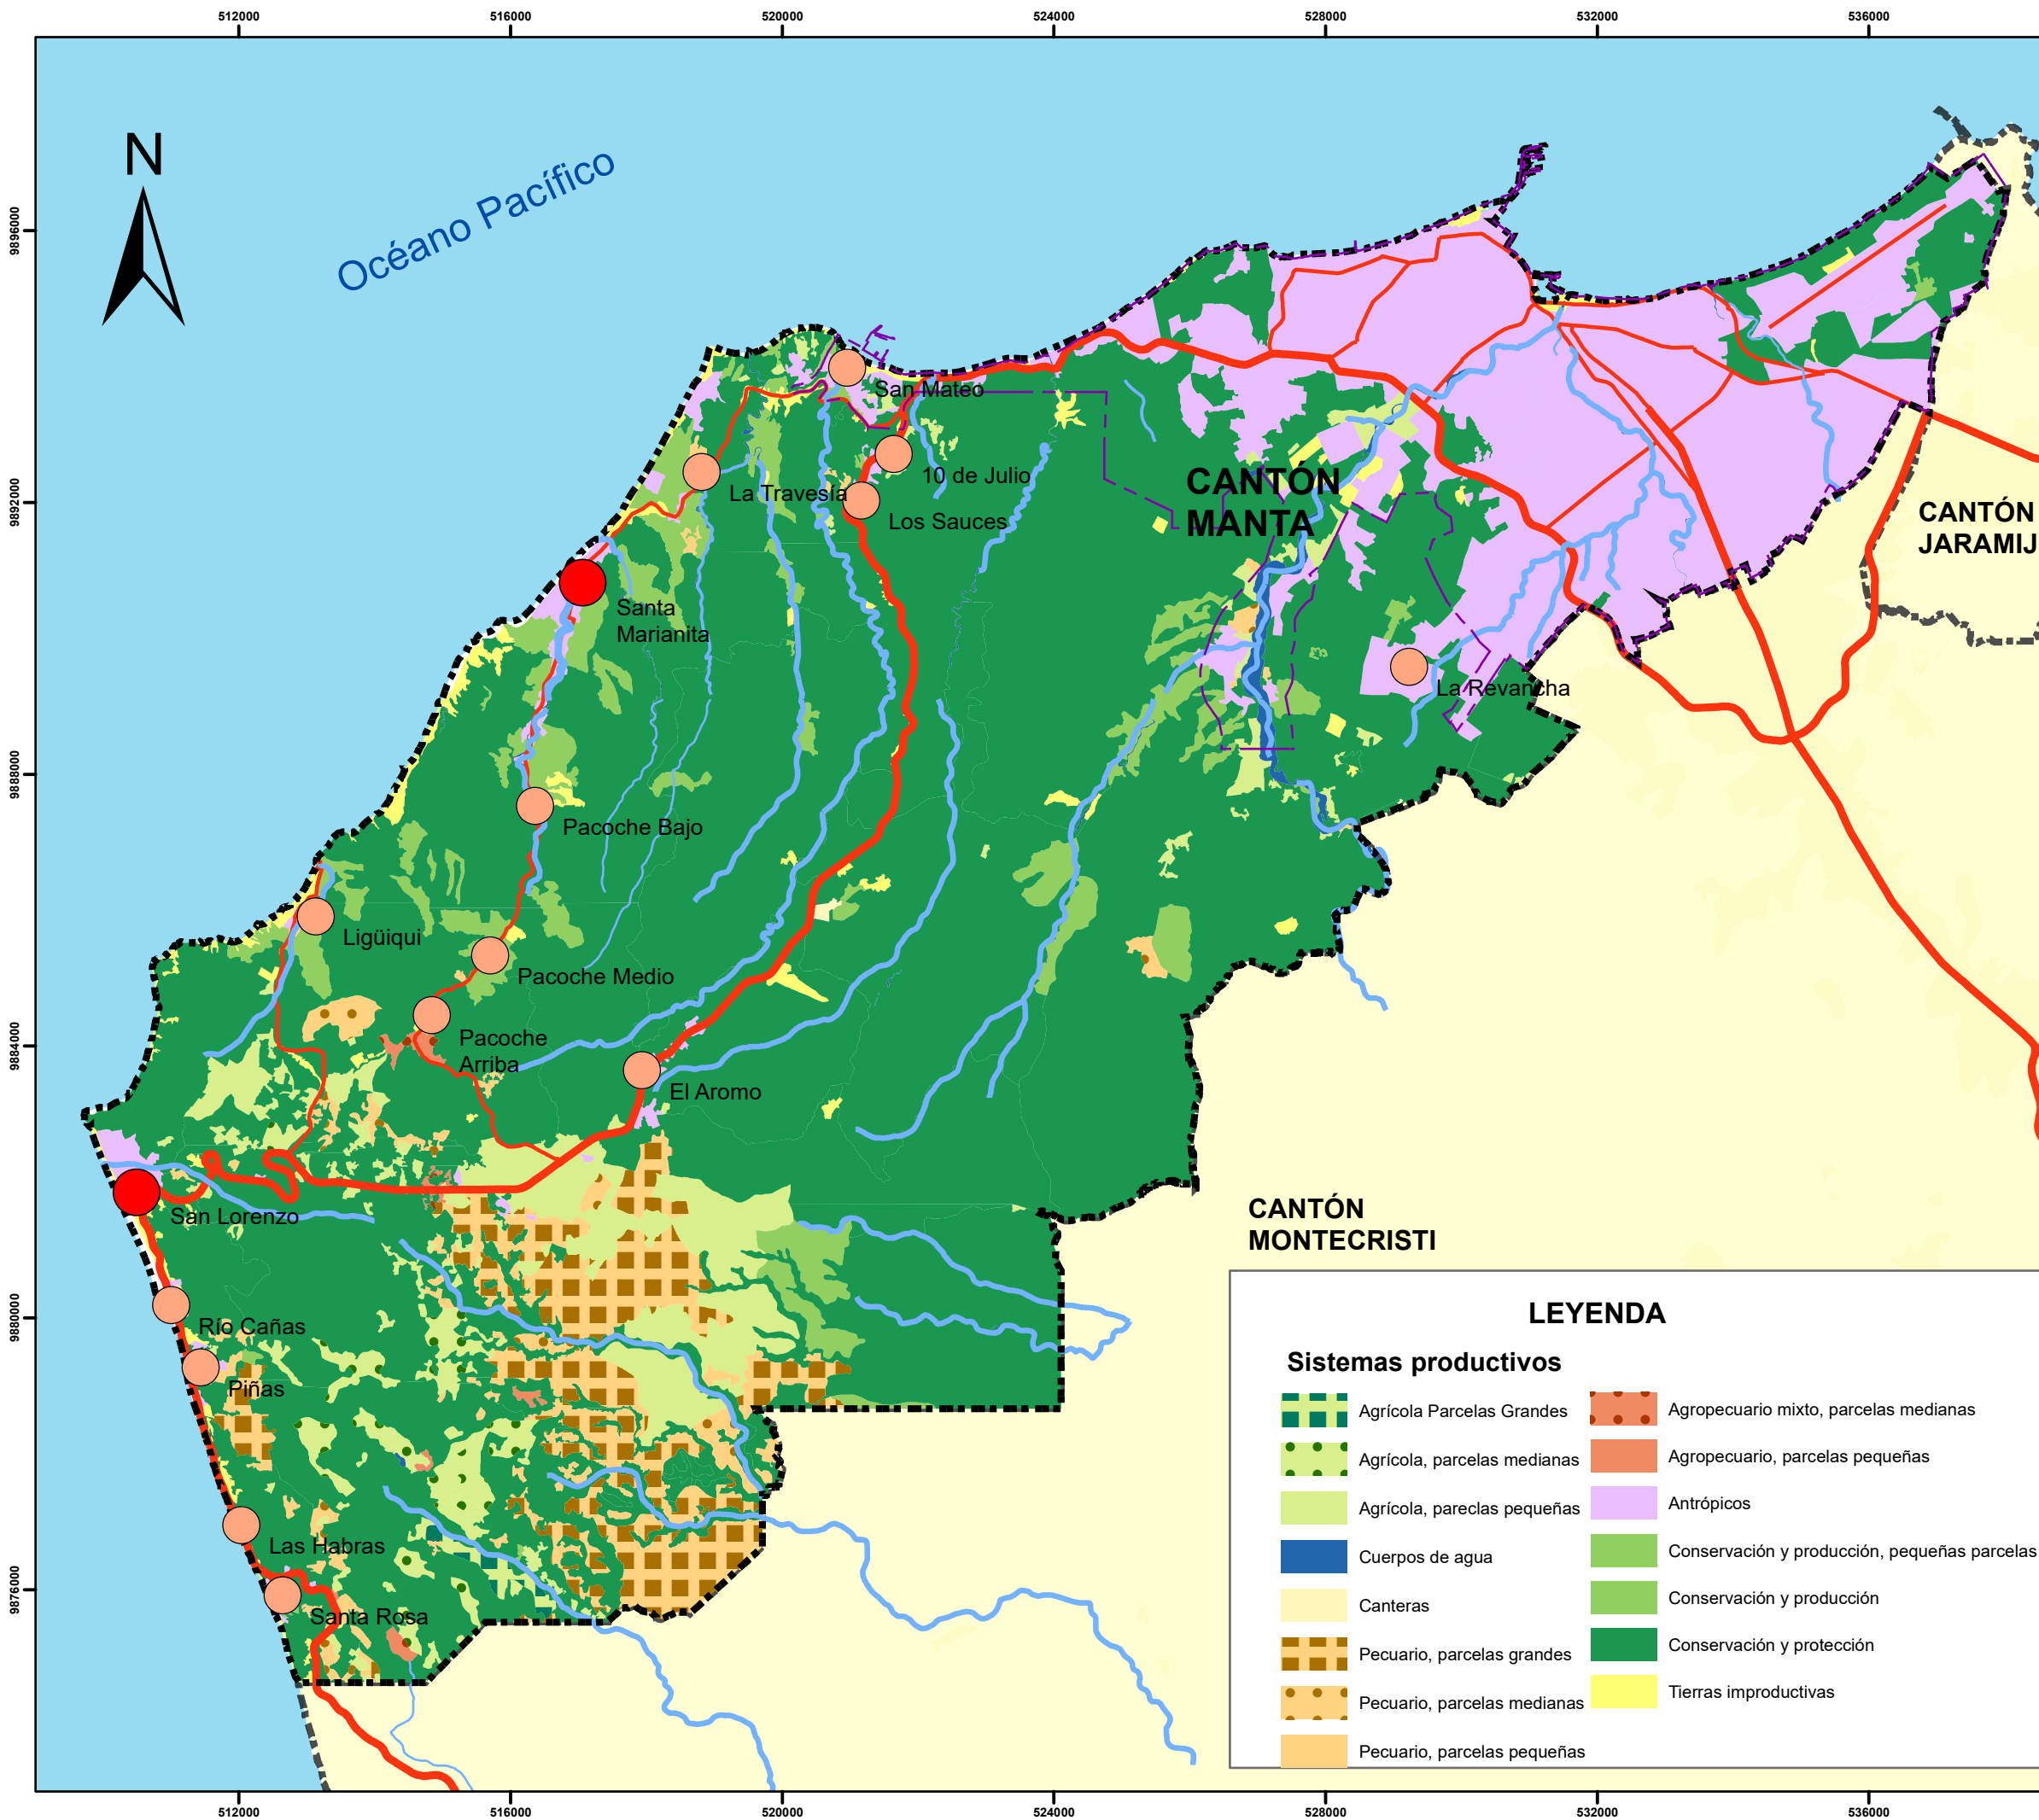 512000
516000
520000
524000
528000
532000
536000
N
Océano Pacífico
9896000
San Mateo
10 de Julio
La Travesía
Los Sauces
CANTÓN
MANTA
9892000
CANTÓN
JARAMIJ
Santa
Marianita
La Revancha
9888000
Pacoche Bajo
Ligüiqui
Pacoche Medio
9884000
Pacoche
Arriba
El Aromo
San Lorenzo
CANTÓN
MONTECRISTI
9880000
Río Cañas
Piñas
Las Habras
9876000
Santa Rosa
LEYENDA
Sistemas productivos
Agrícola Parcelas Grandes
Agrícola, parcelas medianas
Agrícola, pareclas pequeñas
Cuerpos de agua
Canteras
Pecuario, parcelas grandes
Pecuario, parcelas medianas
Pecuario, parcelas pequeñas
Agropecuario mixto, parcelas medianas
Agropecuario, parcelas pequeñas
Antrópicos
Conservación y producción, pequeñas parcelas
Conservación y producción
Conservación y protección
Tierras improductivas
512000
516000
520000
524000
528000
532000
536000